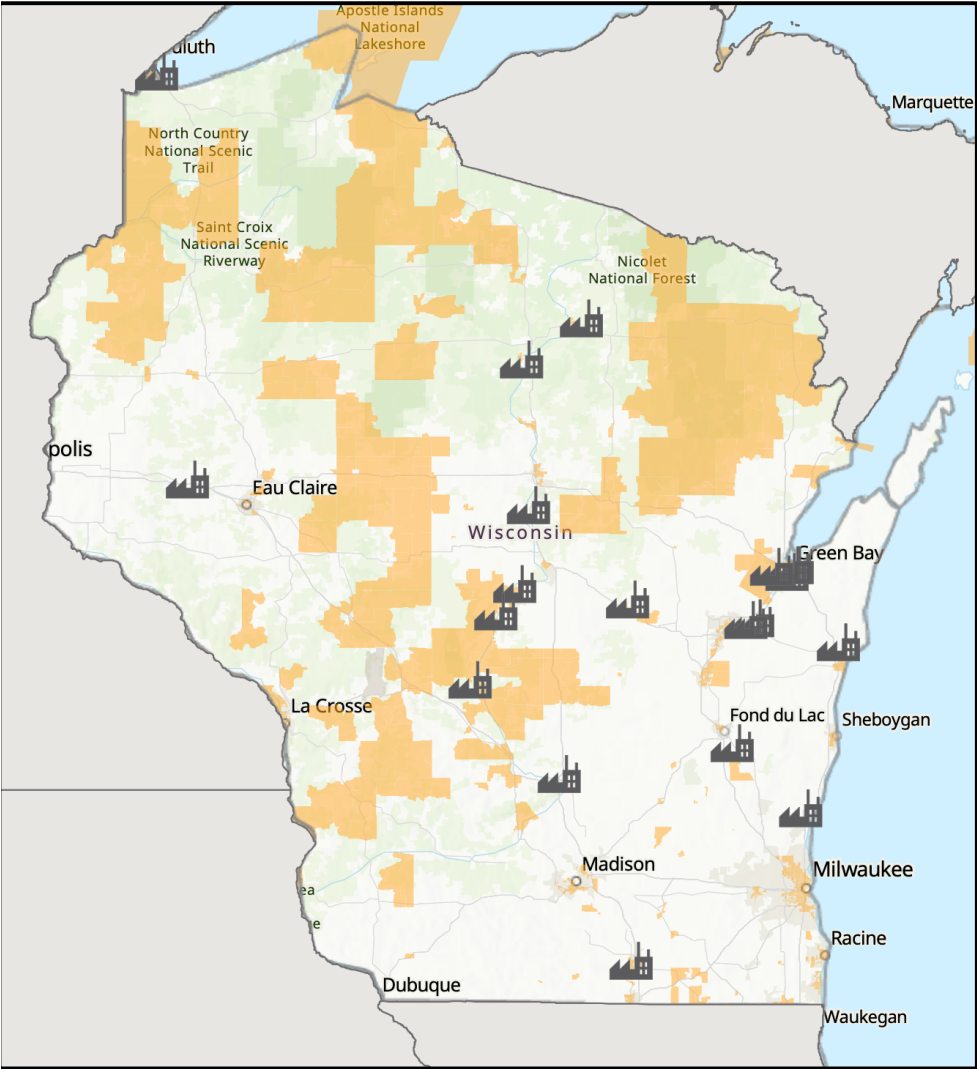 Apostle Islands
National
Lakeshore
uluth
Marquette
North Country
National Scenic
Trail
Saint Croix
National Scenic
Riverway
Nicolet
National Forest
polis
Eau Claire
Wisconsin
Green Bay
La Crosse
Fond du Lac
Sheboygan
Madison
Milwaukee
ea
e
Racine
Dubuque
Waukegan